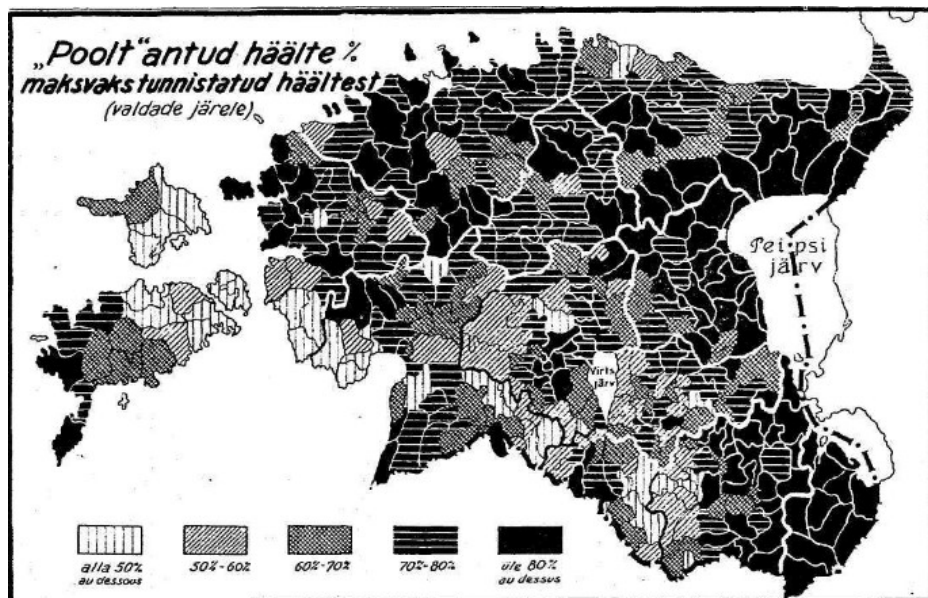 „Poolt“ antud häälte %
maksvaks tunnistatud häältest
(valdade järele)
Peipsi
järv
Virts
järv
alla 50%
au dessous
50%-60%
60%-70%
70%-80%
üle 80%
au dessus